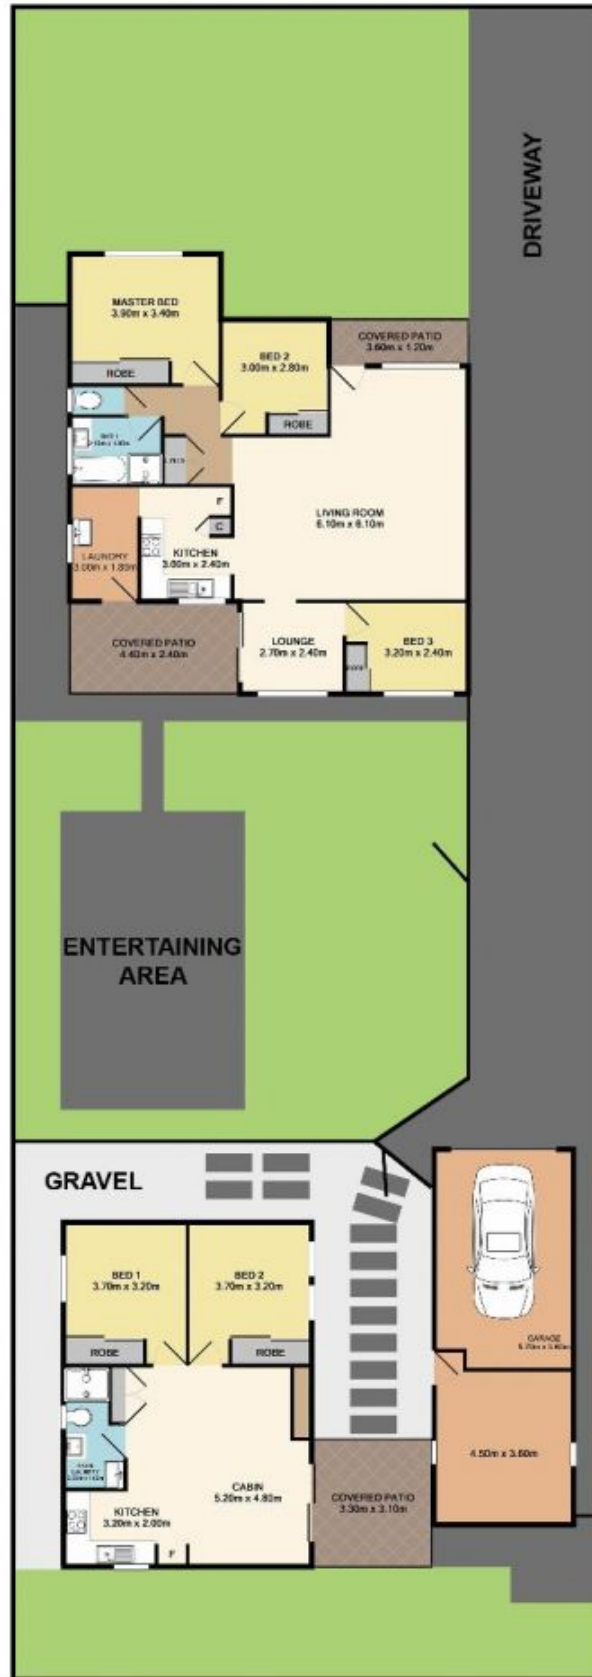 DRIVEWAY
MASTER BED
3.90m x 3.40m
ROBE
COVERED PATIO
3.60m x 1.20m
BED 2
3.00m x 2.80m
ROBE
LIVING ROOM
6.10m x 6.10m
F
C
KITCHEN
3.00m x 2.40m
LAUNDRY
COVERED PATIO
4.40m x 2.40m
LOUNGE
2.70m x 2.40m
BED 3
3.20m x 2.40m
ENTERTAINING
AREA
GRAVEL
BED 1
3.70m x 3.20m
ROBE
BED 2
3.70m x 3.20m
ROBE
GARAGE
4.50m x 3.60m
CABIN
5.20m x 4.80m
KITCHEN
3.20m x 2.00m
F
COVERED PATIO
3.30m x 3.10m